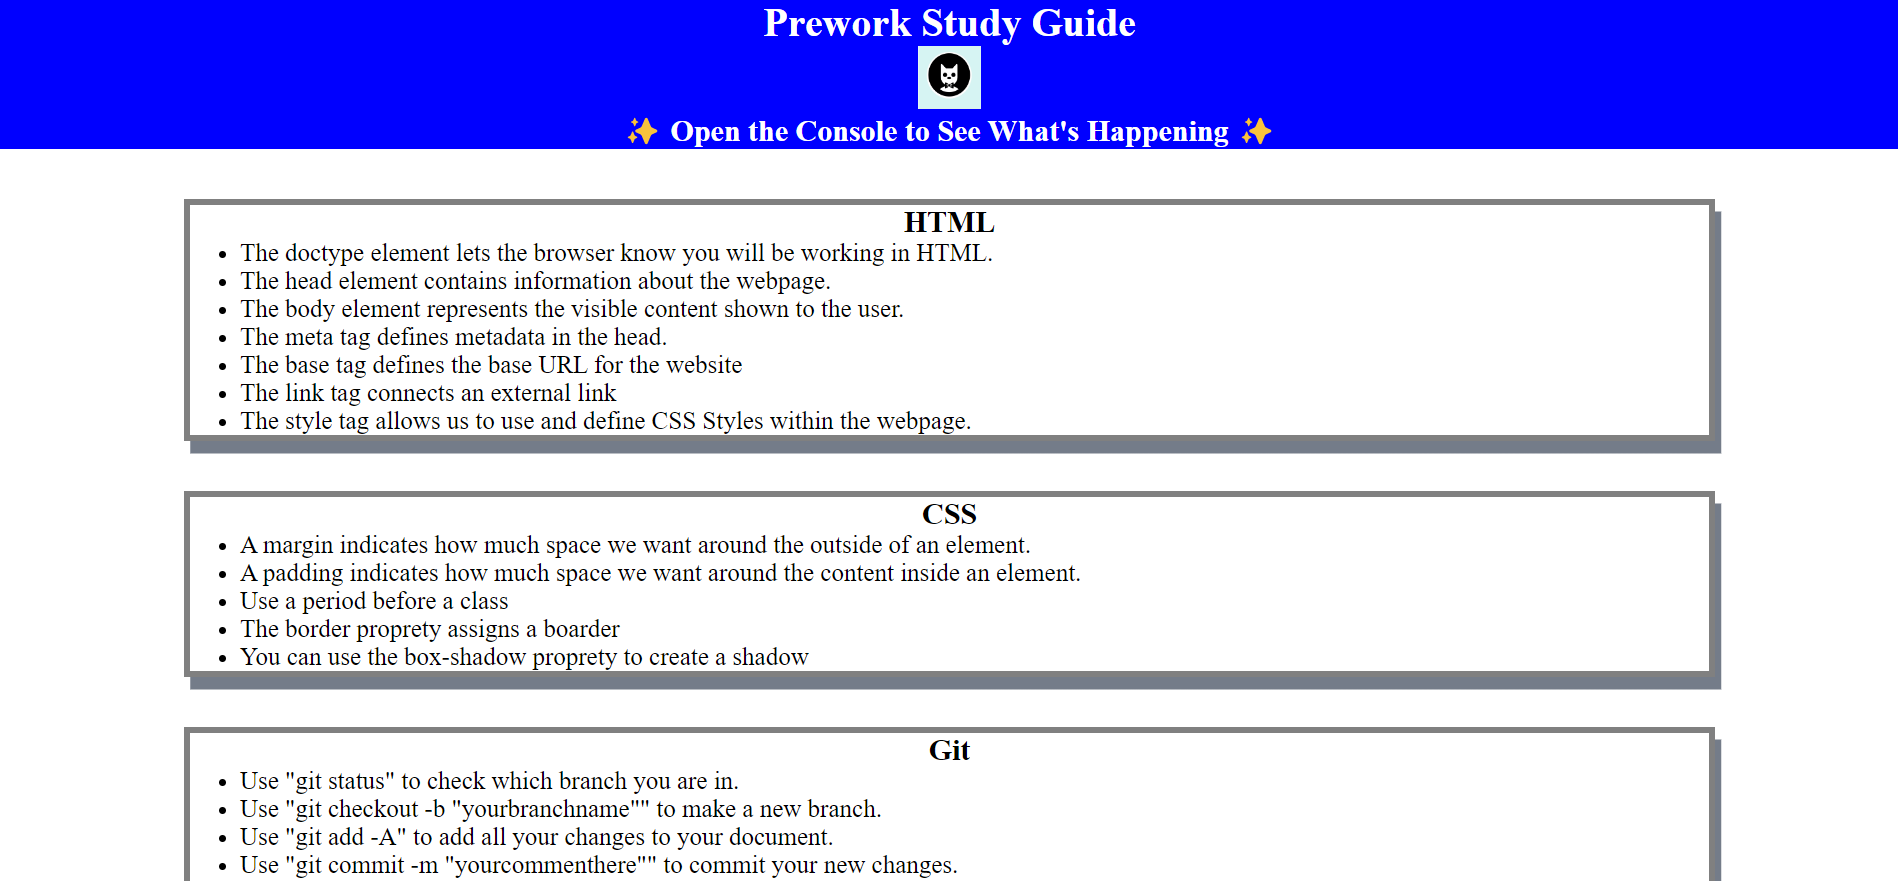 Prework Study Guide
✨ Open the Console to See What's Happening ✨
HTML
The doctype element lets the browser know you will be working in HTML.
The head element contains information about the webpage.
The body element represents the visible content shown to the user.
The meta tag defines metadata in the head.
The base tag defines the base URL for the website
The link tag connects an external link
The style tag allows us to use and define CSS Styles within the webpage.
CSS
A margin indicates how much space we want around the outside of an element.
A padding indicates how much space we want around the content inside an element.
Use a period before a class
The border proprety assigns a boarder
You can use the box-shadow proprety to create a shadow
Git
Use "git status" to check which branch you are in.
Use "git checkout -b "yourbranchname"" to make a new branch.
Use "git add -A" to add all your changes to your document.
Use "git commit -m "yourcommenthere"" to commit your new changes.